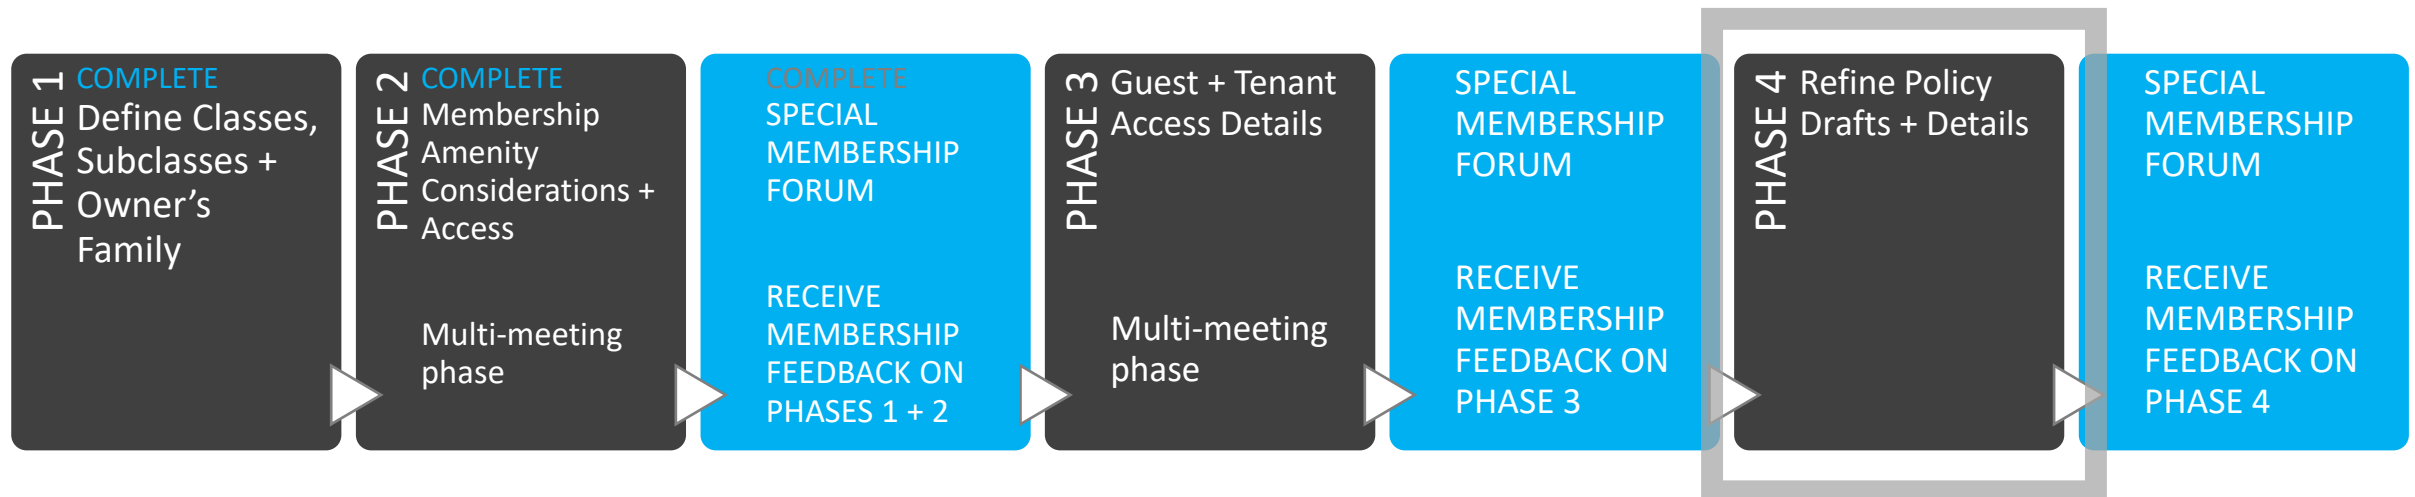 PHASE 1
COMPLETE
Define Classes,
Subclasses +
Owner’s
Family
PHASE 2
COMPLETE
Membership
Amenity
Considerations +
Access
Multi-meeting
phase
COMPLETE
SPECIAL
MEMBERSHIP
FORUM
RECEIVE
MEMBERSHIP
FEEDBACK ON
PHASES 1 + 2
PHASE 3
Guest + Tenant
Access Details
Multi-meeting
phase
SPECIAL
MEMBERSHIP
FORUM
RECEIVE
MEMBERSHIP
FEEDBACK ON
PHASE 3
PHASE 4
Refine Policy
Drafts + Details
SPECIAL
MEMBERSHIP
FORUM
RECEIVE
MEMBERSHIP
FEEDBACK ON
PHASE 4